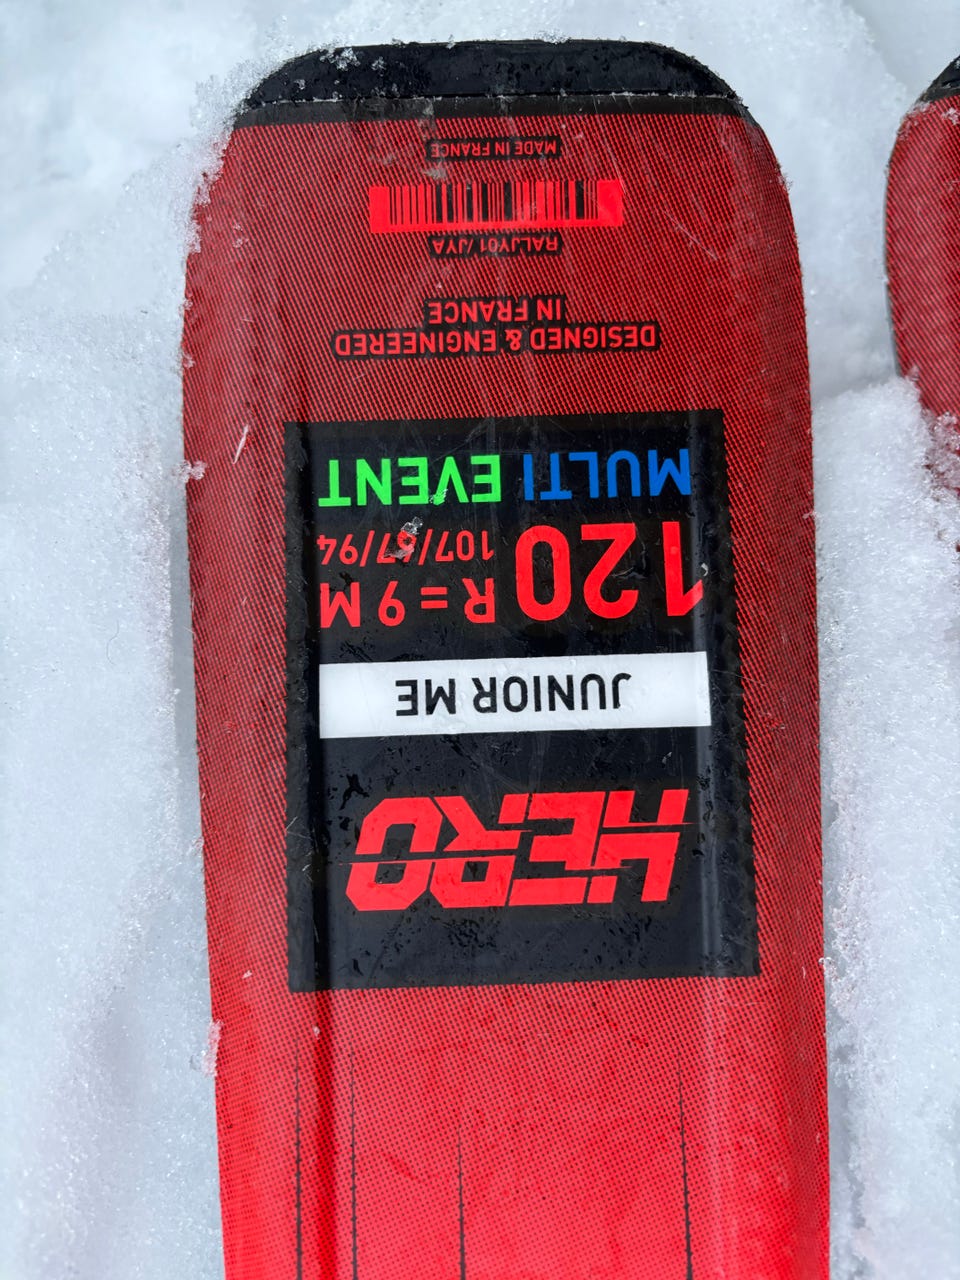 HERO
JUNIOR ME
120 R = 9 M
107/67/94
MULTI EVENT
DESIGNED & ENGINEERED
IN FRANCE
RALJY01/JYA
MADE IN FRANCE